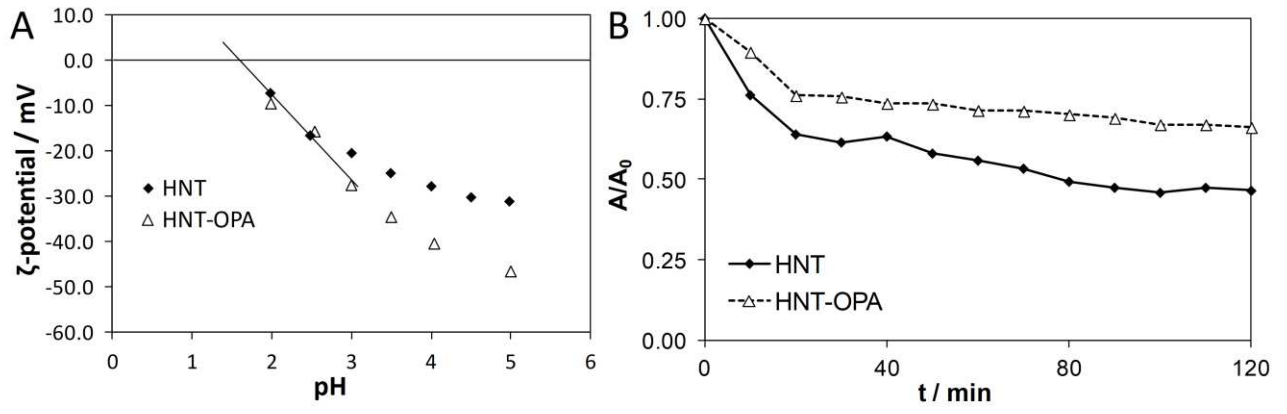 A
10.0
0.0
-10.0
-20.0
-30.0
-40.0
-50.0
-60.0
ζ-potential / mV
HNT
HNT-OPA
0 1 2 3 4 5 6
pH
B
1.00
0.75
0.50
0.25
0.00
A/A₀
HNT
HNT-OPA
0 40 80 120
t / min